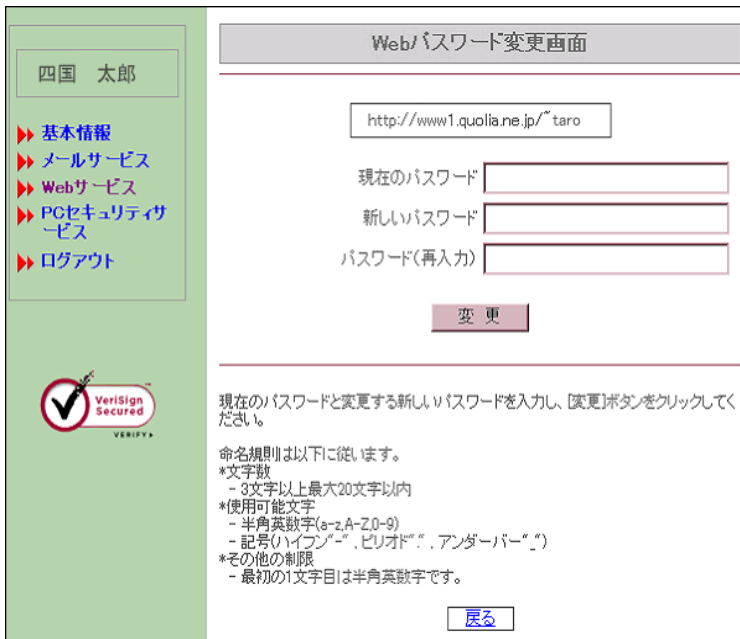 四国　太郎
基本情報
メールサービス
Webサービス
PCセキュリティサ
ービス
ログアウト
VeriSign
Secured
VERIFY
Webパスワード変更画面
http://www1.quolia.ne.jp/~taro
現在のパスワード
新しいパスワード
パスワード(再入力)
変 更
現在のパスワードと変更する新しいパスワードを入力し、[変更]ボタンをクリックしてく
ださい。
命名規則は以下に従います。
*文字数
- 3文字以上最大20文字以内
*使用可能文字
- 半角英数字(a-z,A-Z,0-9)
- 記号(ハイフン"-" , ピリオド"." , アンダーバー"_")
*その他の制限
- 最初の1文字目は半角英数字です。
戻る